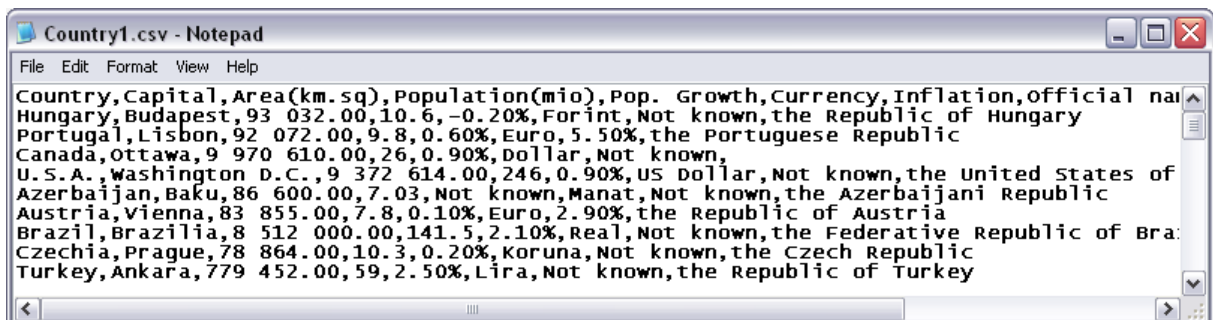 Country1.csv - Notepad
File Edit Format View Help
Country,Capital,Area(km.sq),Population(mio),Pop. Growth,Currency,Inflation,Official
Hungary,Budapest,93 032.00,10.6,-0.20%,Forint,Not known,the Republic of Hungary
Portugal,Lisbon,92 072.00,9.8,0.60%,Euro,5.50%,the Portuguese Republic
Canada,Ottawa,9 970 610.00,26,0.90%,Dollar,Not known,
U.S.A.,Washington D.C.,9 372 614.00,246,0.90%,US Dollar,Not known,the United States of
Azerbaijan,Baku,86 600.00,7.03,Not known,Manat,Not known,the Azerbaijani Republic
Austria,Vienna,83 855.00,7.8,0.10%,Euro,2.90%,the Republic of Austria
Brazil,Brazilia,8 512 000.00,141.5,2.10%,Real,Not known,the Federative Republic of
Czechia,Prague,78 864.00,10.3,0.20%,Koruna,Not known,the Czech Republic
Turkey,Ankara,779 452.00,59,2.50%,Lira,Not known,the Republic of Turkey